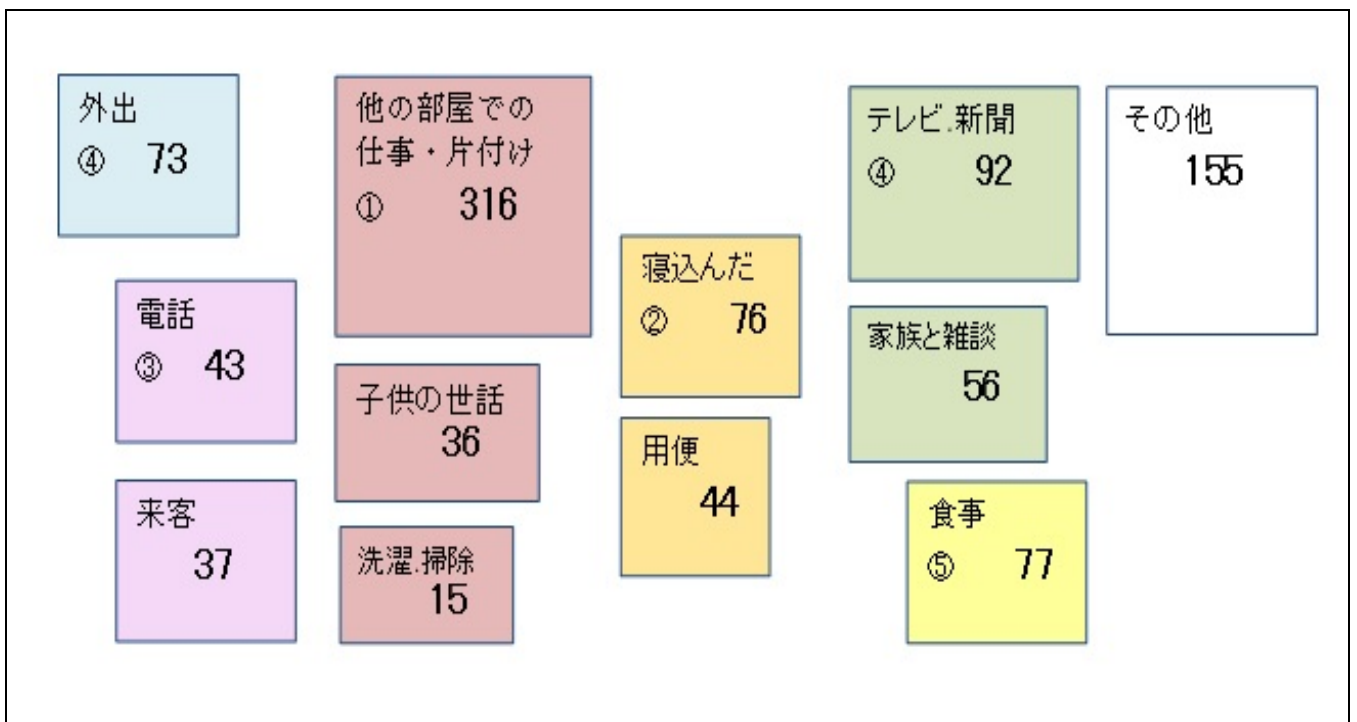 外出
④ 73
他の部屋での
仕事・片付け
① 316
テレビ.新聞
④ 92
その他
155
寝込んだ
② 76
電話
③ 43
家族と雑談
56
子供の世話
36
用便
44
来客
37
食事
⑤ 77
洗濯.掃除
15